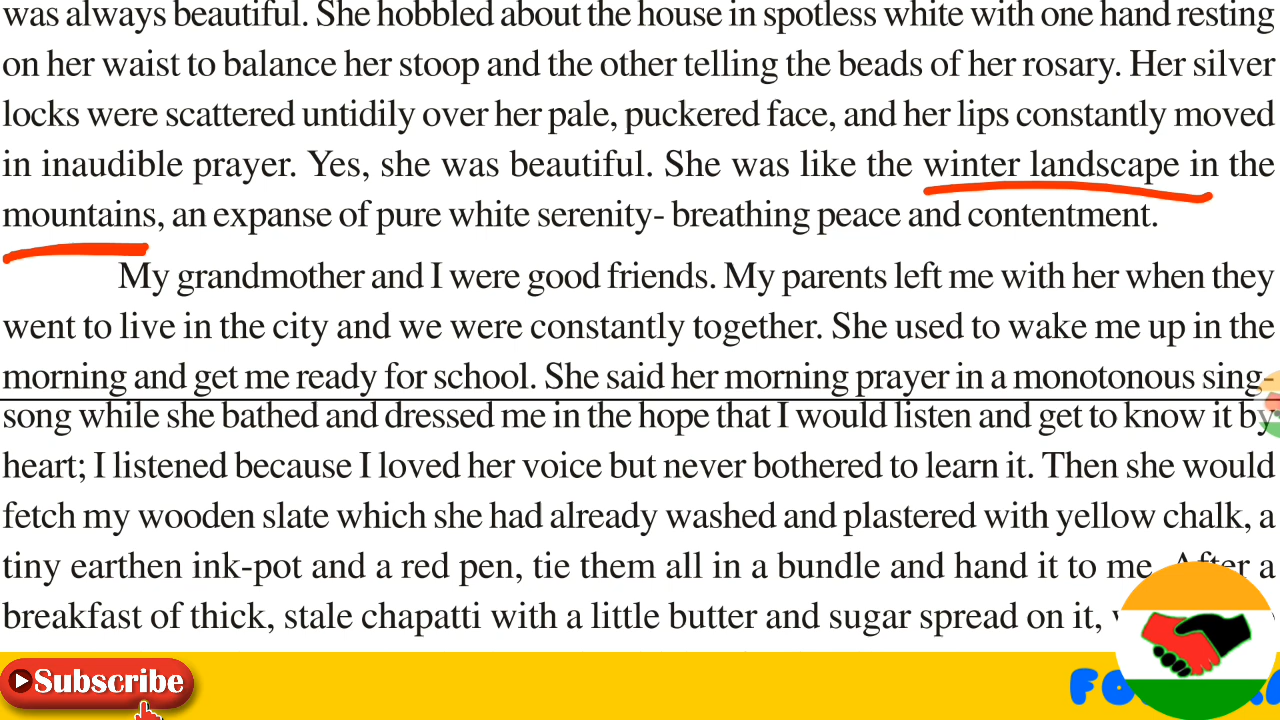 was always beautiful. She hobbled about the house in spotless white with one hand resting
on her waist to balance her stoop and the other telling the beads of her rosary. Her silver
locks were scattered untidily over her pale, puckered face, and her lips constantly moved
in inaudible prayer. Yes, she was beautiful. She was like the winter landscape in the
mountains, an expanse of pure white serenity- breathing peace and contentment.
My grandmother and I were good friends. My parents left me with her when they
went to live in the city and we were constantly together. She used to wake me up in the
morning and get me ready for school. She said her morning prayer in a monotonous sing-
song while she bathed and dressed me in the hope that I would listen and get to know it by
heart; I listened because I loved her voice but never bothered to learn it. Then she would
fetch my wooden slate which she had already washed and plastered with yellow chalk, a
tiny earthen ink-pot and a red pen, tie them all in a bundle and hand it to me. After a
breakfast of thick, stale chapatti with a little butter and sugar spread on it,
Subscribe